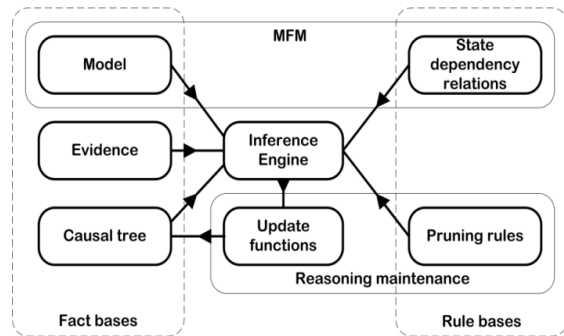 MFM
Model
State
dependency
relations
Evidence
Inference
Engine
Causal tree
Update
functions
Pruning rules
Reasoning maintenance
Fact bases
Rule bases